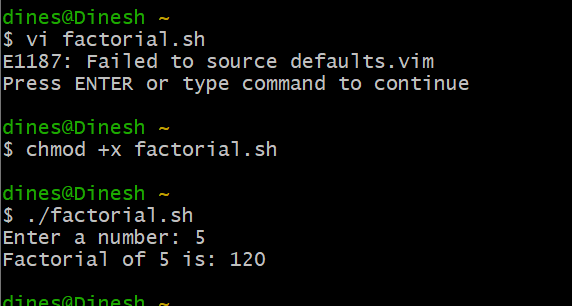 dines@Dinesh ~
$ vi factorial.sh
E1187: Failed to source defaults.vim
Press ENTER or type command to continue
dines@Dinesh ~
$ chmod +x factorial.sh
dines@Dinesh ~
$ ./factorial.sh
Enter a number: 5
Factorial of 5 is: 120
dines@Dinesh ~